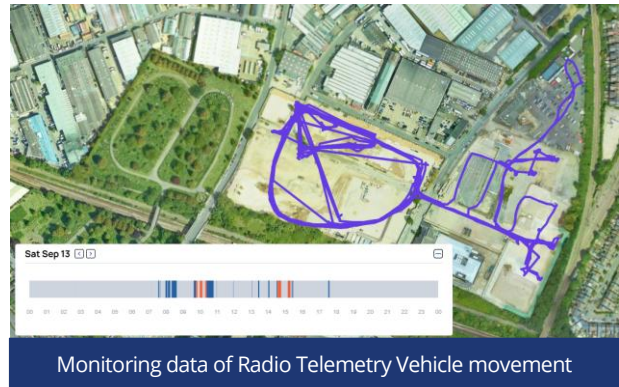 Sat Sep 13
00 01 02 03 04 05 06 07 08 09 10 11 12 13 14 15 16 17 18 19 20 21 22 23 00
Monitoring data of Radio Telemetry Vehicle movement